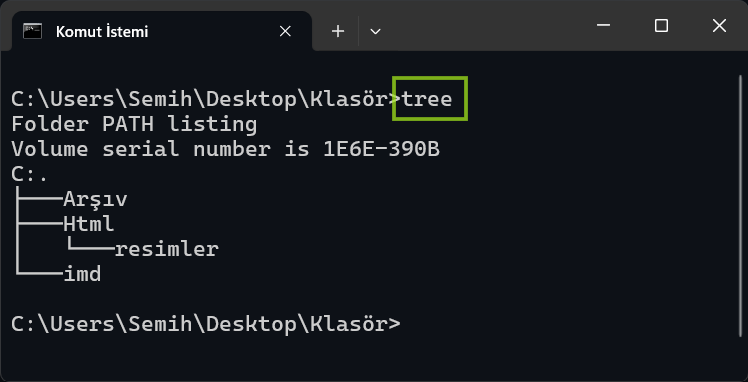 Komut İstemi
C:\Users\Semih\Desktop\Klasör>tree
Folder PATH listing
Volume serial number is 1E6E-390B
C:.
├───Arşıv
├───Html
│   └───resimler
└───imd
C:\Users\Semih\Desktop\Klasör>